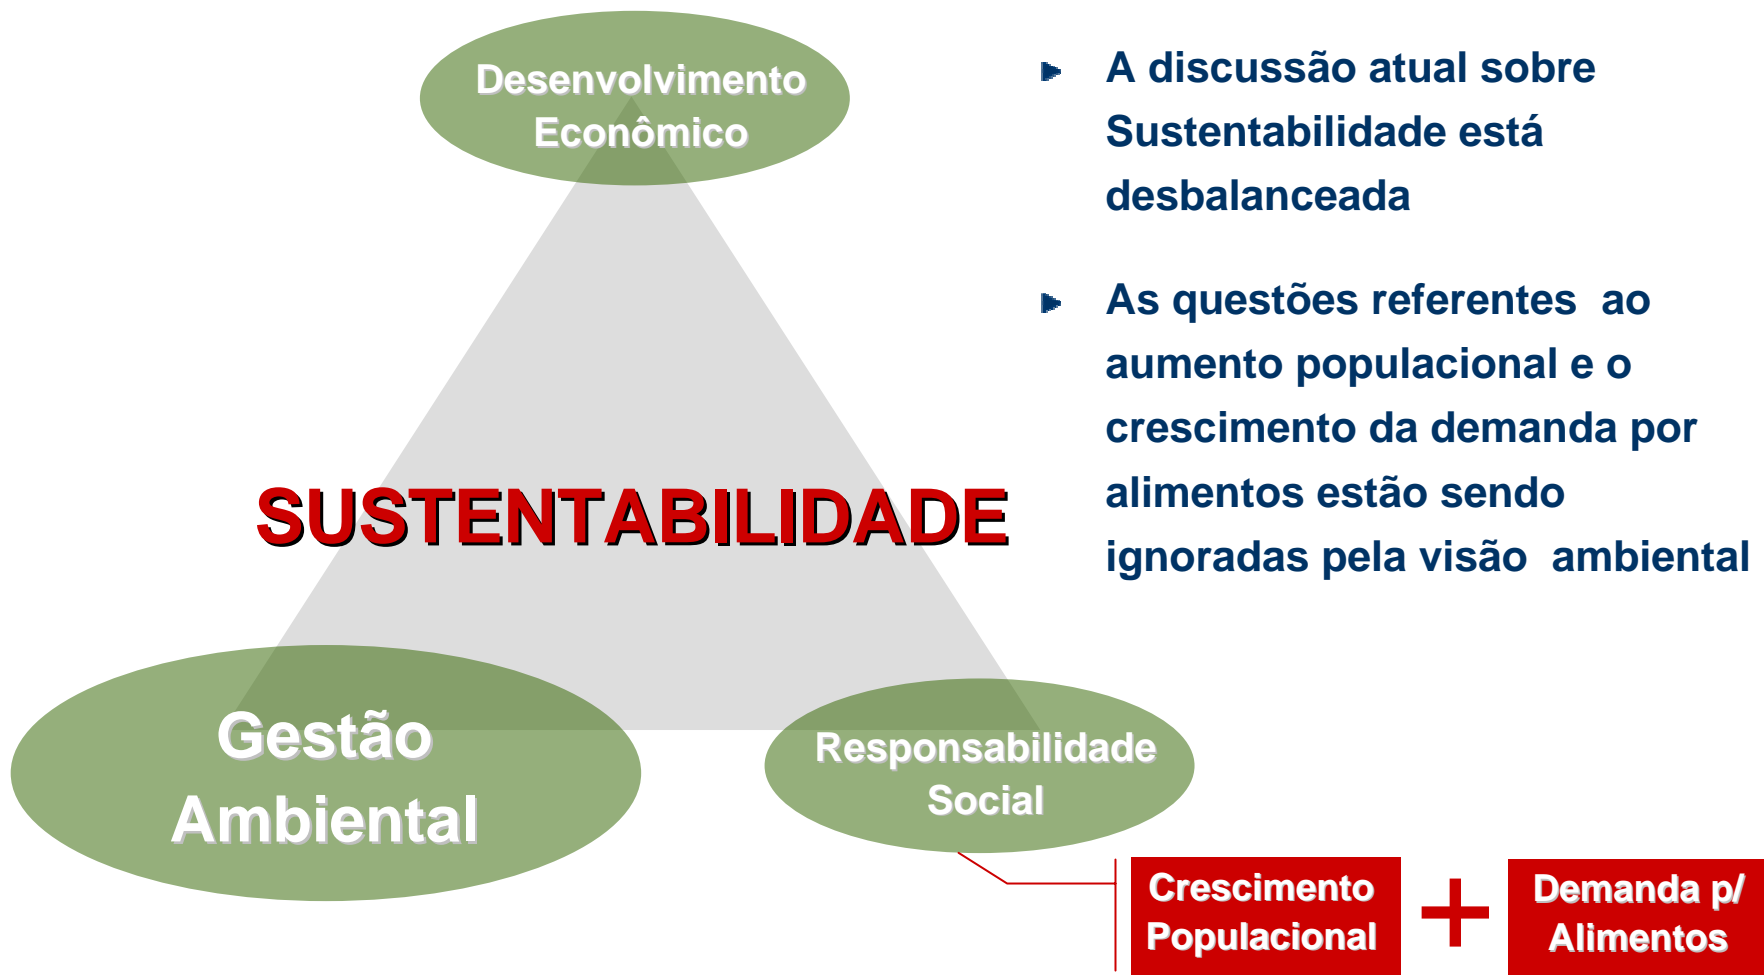 Desenvolvimento
Econômico
A discussão atual sobre
Sustentabilidade está
desbalanceada
As questões referentes ao
aumento populacional e o
crescimento da demanda por
alimentos estão sendo
ignoradas pela visão ambiental
SUSTENTABILIDADE
Gestão
Ambiental
Responsabilidade
Social
Crescimento
Populacional
+
Demanda p/
Alimentos